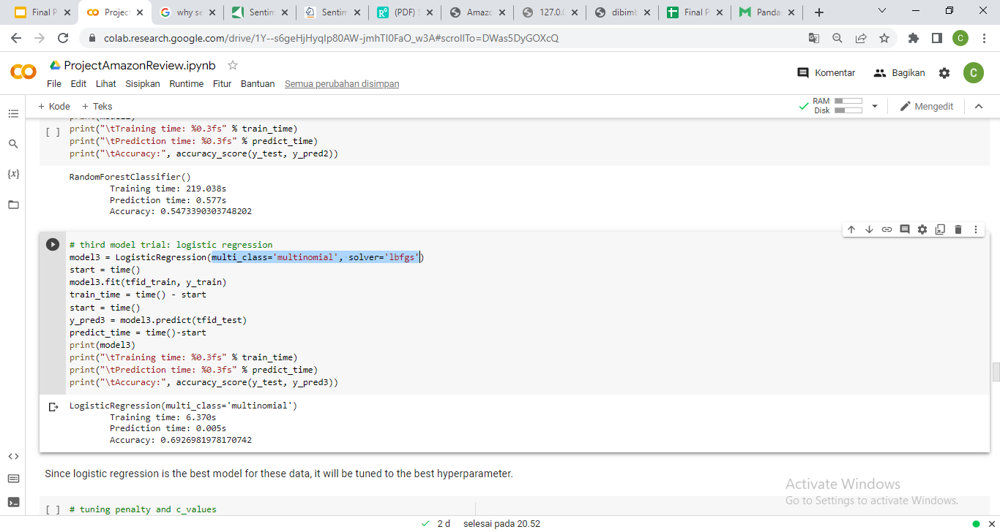 Final P
Project
why se
Sentim
Sentim
(PDF) S
Amazo
127.0.0
dibimb
Final P
Panda
colab.research.google.com/drive/1Y--s6geHjHyqIp80AW-jmhTI0FaO_w3A#scrollTo=DWas5DyGOXcQ
C
ProjectAmazonReview.ipynb
Komentar
Bagikan
C
File Edit Lihat Sisipkan Runtime Fitur Bantuan Semua perubahan disimpan
+ Kode + Teks
RAM
Disk
Mengedit
{x}
print(model2)
[ ] print("\tTraining time: %0.3fs" % train_time)
print("\tPrediction time: %0.3fs" % predict_time)
print("\tAccuracy:", accuracy_score(y_test, y_pred2))
RandomForestClassifier()
Training time: 219.038s
Prediction time: 0.577s
Accuracy: 0.5473390303748202
# third model trial: logistic regression
model3 = LogisticRegression(multi_class='multinomial', solver='lbfgs')
start = time()
model3.fit(tfid_train, y_train)
train_time = time() - start
start = time()
y_pred3 = model3.predict(tfid_test)
predict_time = time()-start
print(model3)
print("\tTraining time: %0.3fs" % train_time)
print("\tPrediction time: %0.3fs" % predict_time)
print("\tAccuracy:", accuracy_score(y_test, y_pred3))
LogisticRegression(multi_class='multinomial')
Training time: 6.370s
Prediction time: 0.005s
Accuracy: 0.6926981978170742
Since logistic regression is the best model for these data, it will be tuned to the best hyperparameter.
[ ] # tuning penalty and c_values
Activate Windows
Go to Settings to activate Windows.
2 d selesai pada 20.52